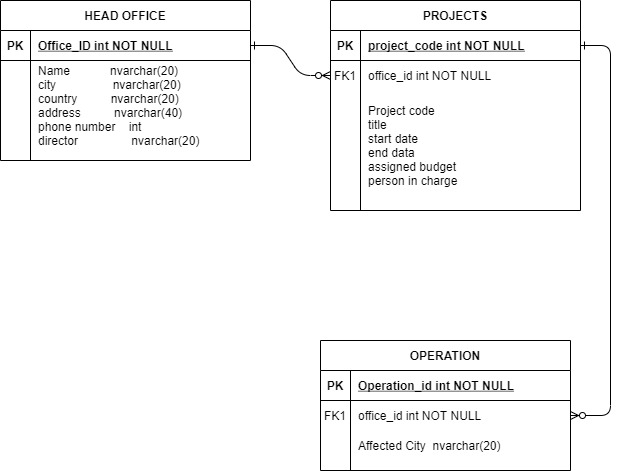 HEAD OFFICE
PK Office_ID int NOT NULL
Name nvarchar(20)
city nvarchar(20)
country nvarchar(20)
address nvarchar(40)
phone number int
director nvarchar(20)
PROJECTS
PK project_code int NOT NULL
FK1 office_id int NOT NULL
Project code
title
start date
end data
assigned budget
person in charge
OPERATION
PK Operation_id int NOT NULL
FK1 office_id int NOT NULL
Affected City nvarchar(20)